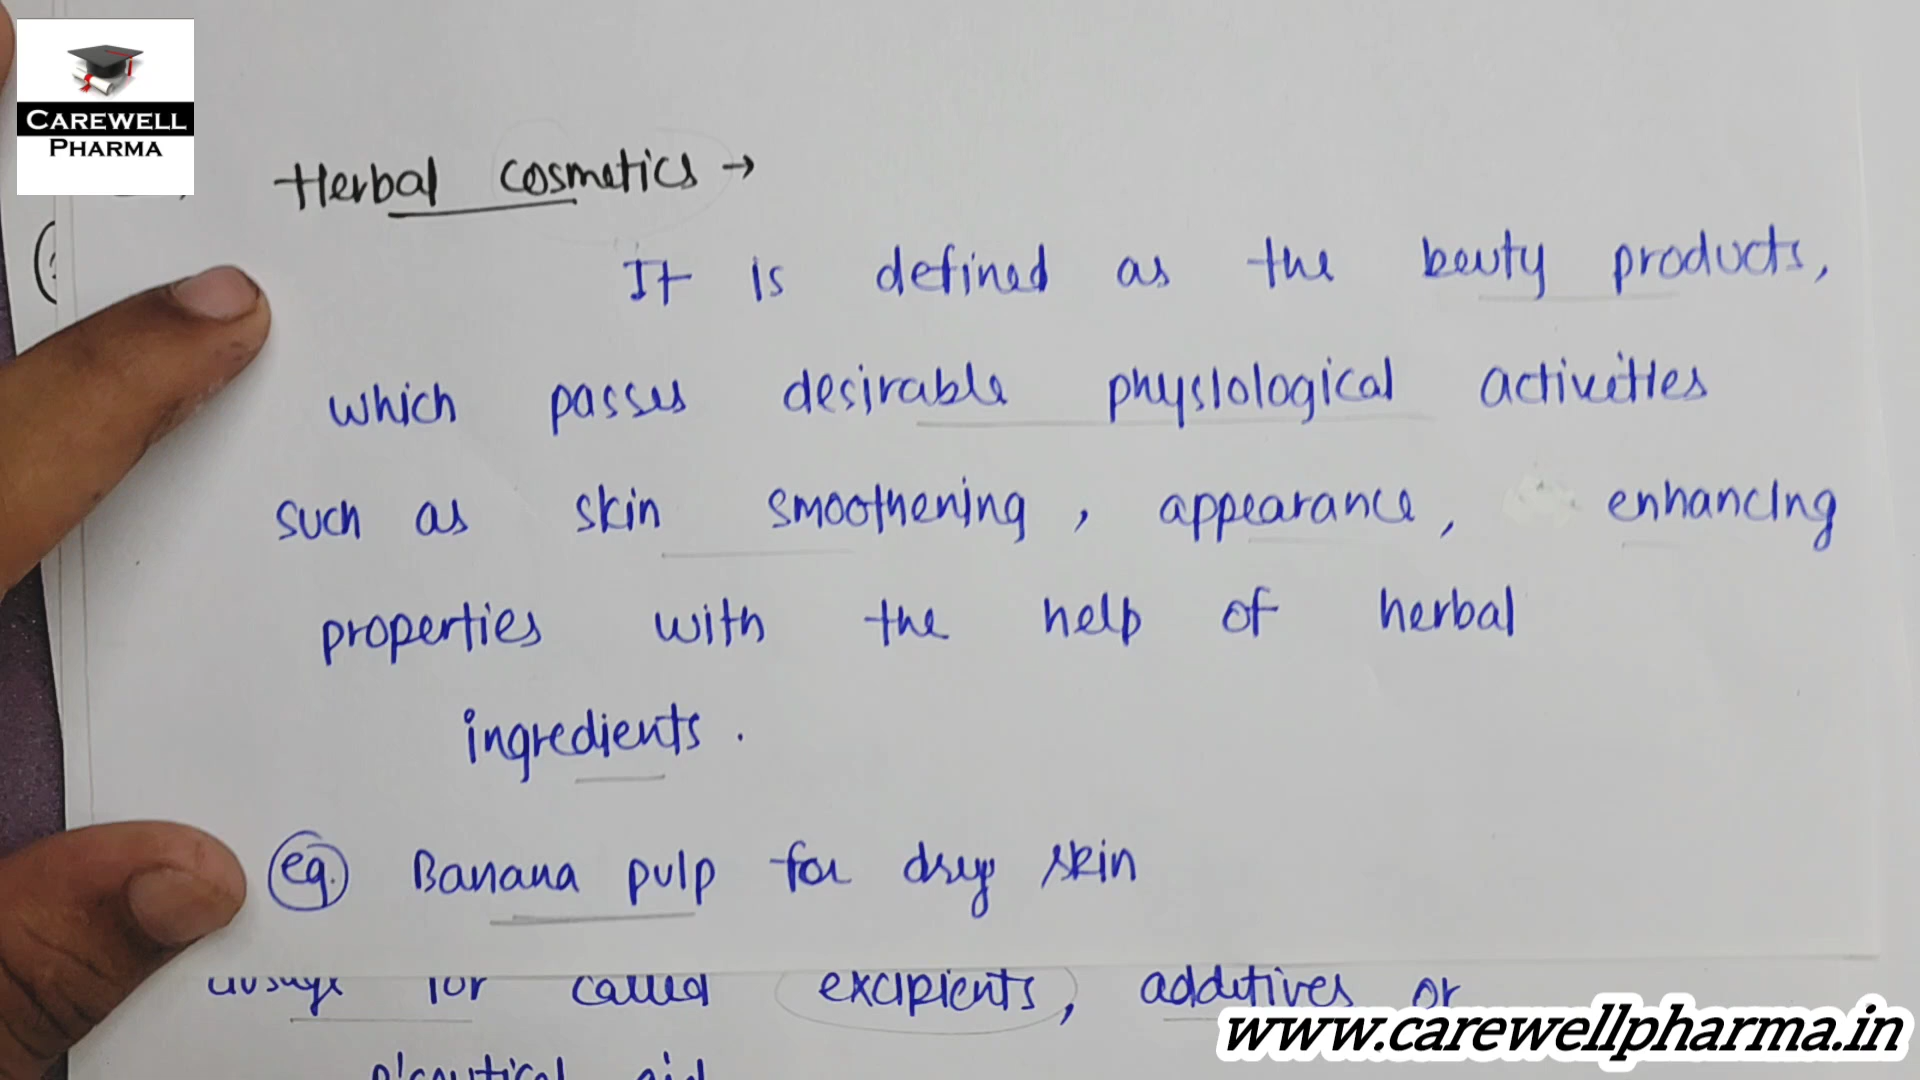 CAREWELL
PHARMA
Herbal cosmetics →
It is defined as the beuty products,
which passes desirable physiological activities
such as skin smoothening, appearance, enhancing
properties with the help of herbal
ingredients.
eg. Banana pulp for dry skin
called excipients, additives or
www.carewellpharma.in
aid